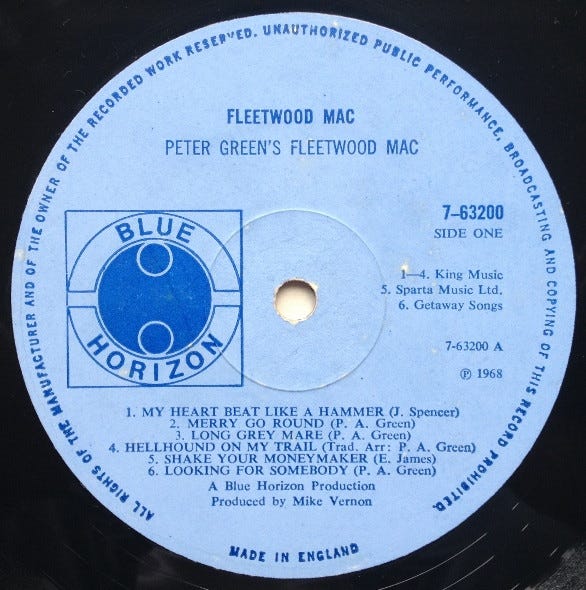 ALL RIGHTS OF THE MANUFACTURER AND OF THE OWNER OF THE RECORDED WORK RESERVED. UNAUTHORIZED PUBLIC PERFORMANCE, BROADCASTING AND COPYING OF THIS RECORD PROHIBITED.
FLEETWOOD MAC
PETER GREEN'S FLEETWOOD MAC
7–63200
SIDE ONE
BLUE
HORIZON
1—4. King Music
5. Sparta Music Ltd.
6. Getaway Songs
7-63200 A
℗ 1968
1. MY HEART BEAT LIKE A HAMMER (J. Spencer)
2. MERRY GO ROUND (P. A. Green)
3. LONG GREY MARE (P. A. Green)
4. HELLHOUND ON MY TRAIL (Trad. Arr: P. A. Green)
5. SHAKE YOUR MONEYMAKER (E. James)
6. LOOKING FOR SOMEBODY (P. A. Green)
A Blue Horizon Production
Produced by Mike Vernon
MADE IN ENGLAND